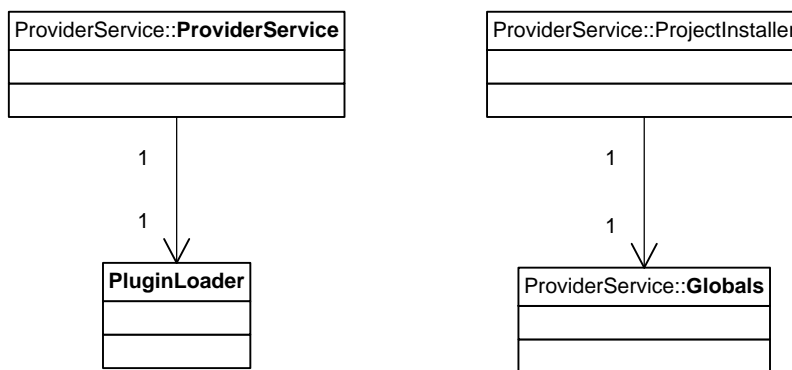 ProviderService::ProviderService
ProviderService::ProjectInstaller
1
1
1
1
PluginLoader
ProviderService::Globals